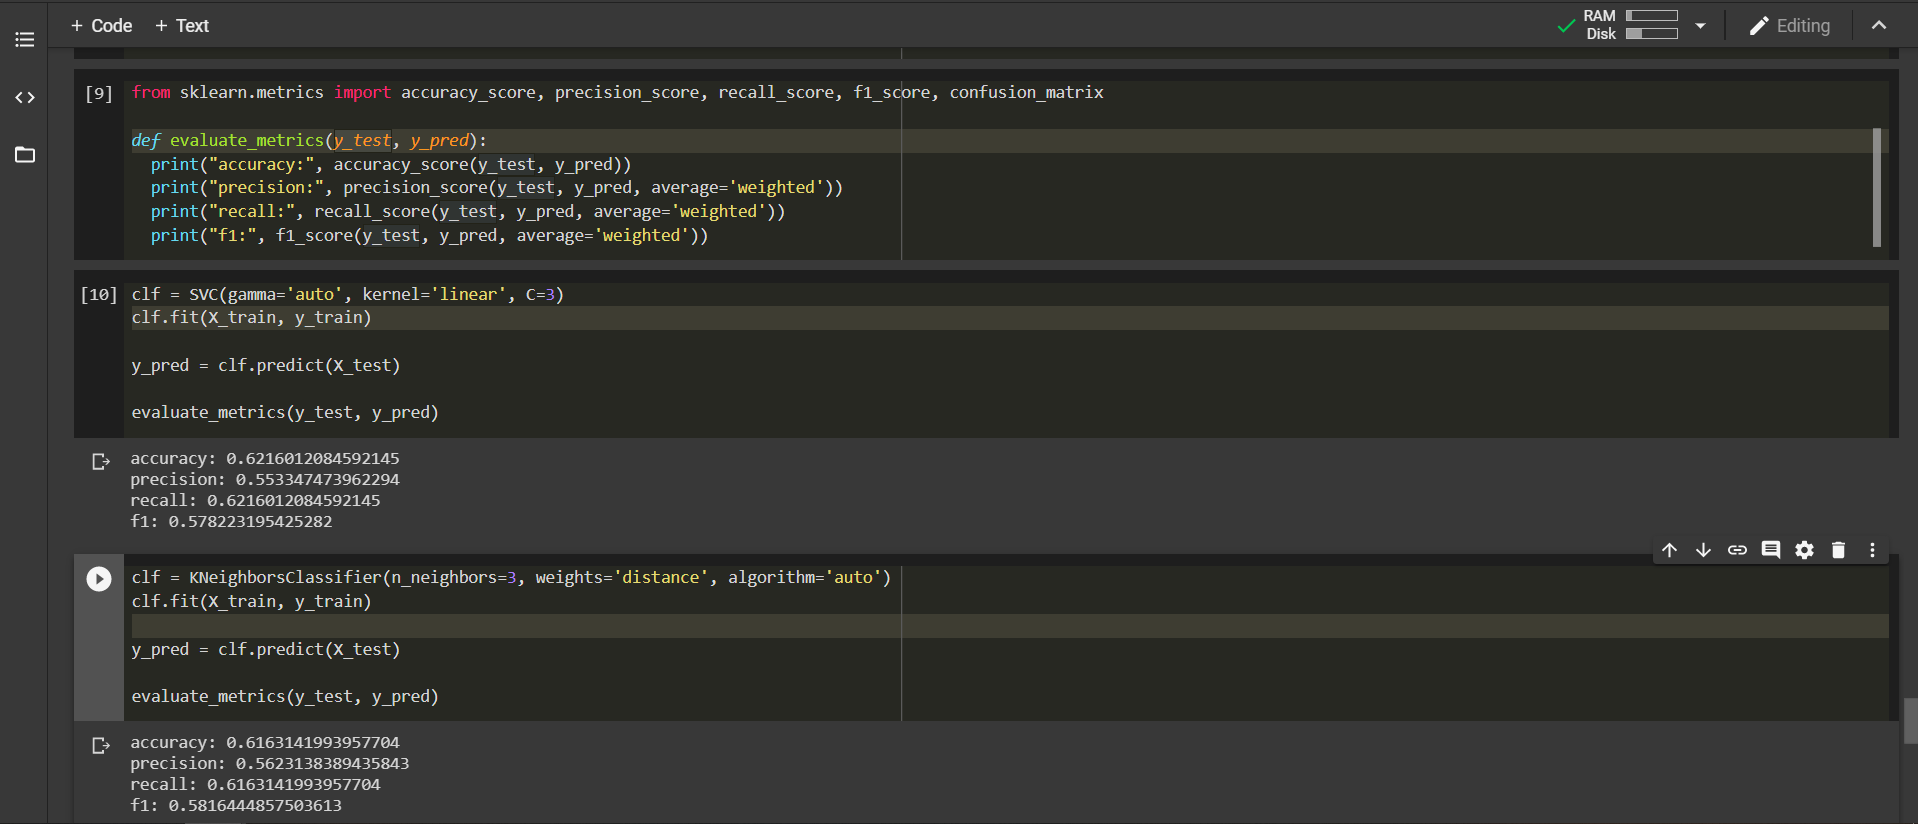 + Code + Text
RAM
Disk
Editing
[9] from sklearn.metrics import accuracy_score, precision_score, recall_score, f1_score, confusion_matrix
def evaluate_metrics(y_test, y_pred):
print("accuracy:", accuracy_score(y_test, y_pred))
print("precision:", precision_score(y_test, y_pred, average='weighted'))
print("recall:", recall_score(y_test, y_pred, average='weighted'))
print("f1:", f1_score(y_test, y_pred, average='weighted'))
[10] clf = SVC(gamma='auto', kernel='linear', C=3)
clf.fit(X_train, y_train)
y_pred = clf.predict(X_test)
evaluate_metrics(y_test, y_pred)
accuracy: 0.6216012084592145
precision: 0.553347473962294
recall: 0.6216012084592145
f1: 0.578223195425282
clf = KNeighborsClassifier(n_neighbors=3, weights='distance', algorithm='auto')
clf.fit(X_train, y_train)
y_pred = clf.predict(X_test)
evaluate_metrics(y_test, y_pred)
accuracy: 0.6163141993957704
precision: 0.5623138389435843
recall: 0.6163141993957704
f1: 0.5816444857503613